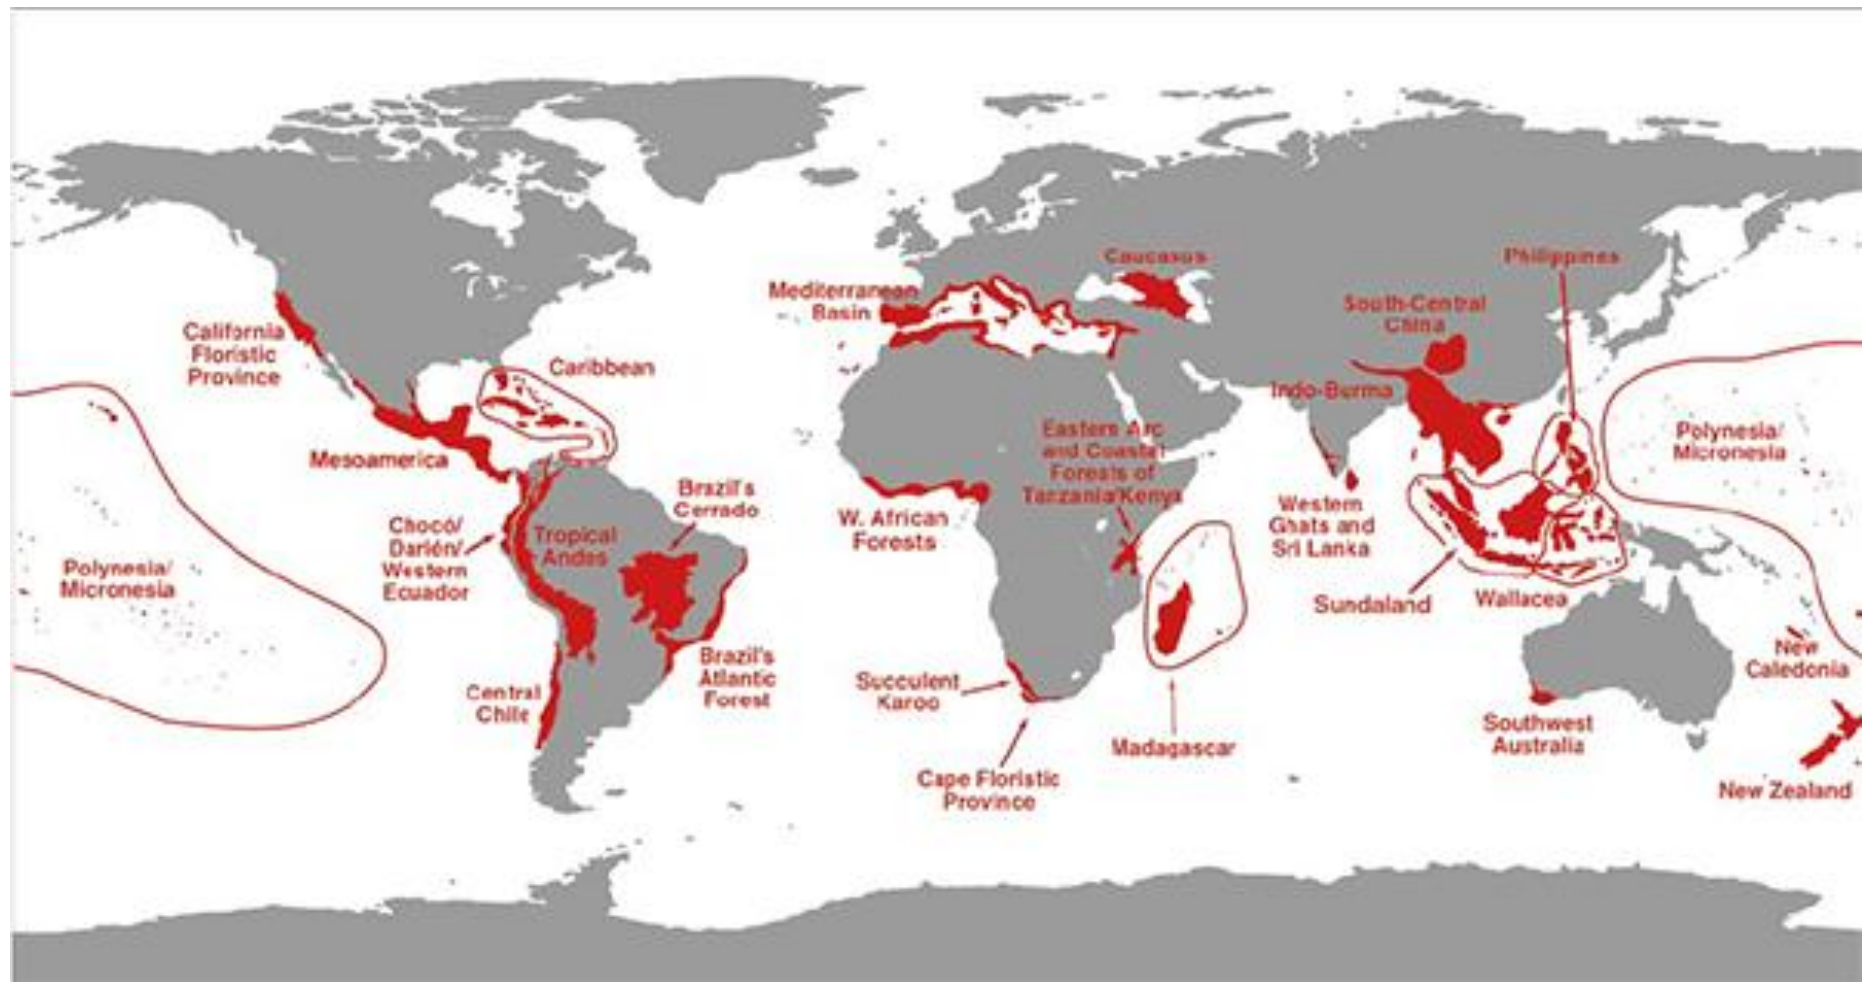 California
Floristic
Province
Polynesia/
Micronesia
Mesoamerica
Caribbean
Chocó/
Darién/
Western
Ecuador
Tropical
Andes
Brazil's
Cerrado
Brazil's
Atlantic
Forest
Central
Chile
Mediterranean
Basin
Caucasus
W. African
Forests
Eastern Arc
and Coastal
Forests of
Tanzania/Kenya
Succulent
Karoo
Cape Floristic
Province
Madagascar
Indo-Burma
South-Central
China
Philippines
Western
Ghats and
Sri Lanka
Sundaland
Wallacea
Polynesia/
Micronesia
New
Caledonia
Southwest
Australia
New Zealand